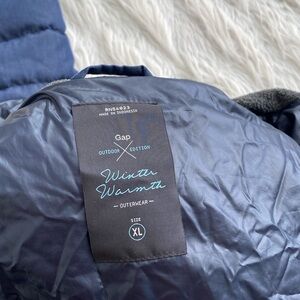 RN54023
MADE IN INDONESIA
Gap
OUTDOOR EDITION
Winter
Warmth
— OUTERWEAR —
SIZE
XL